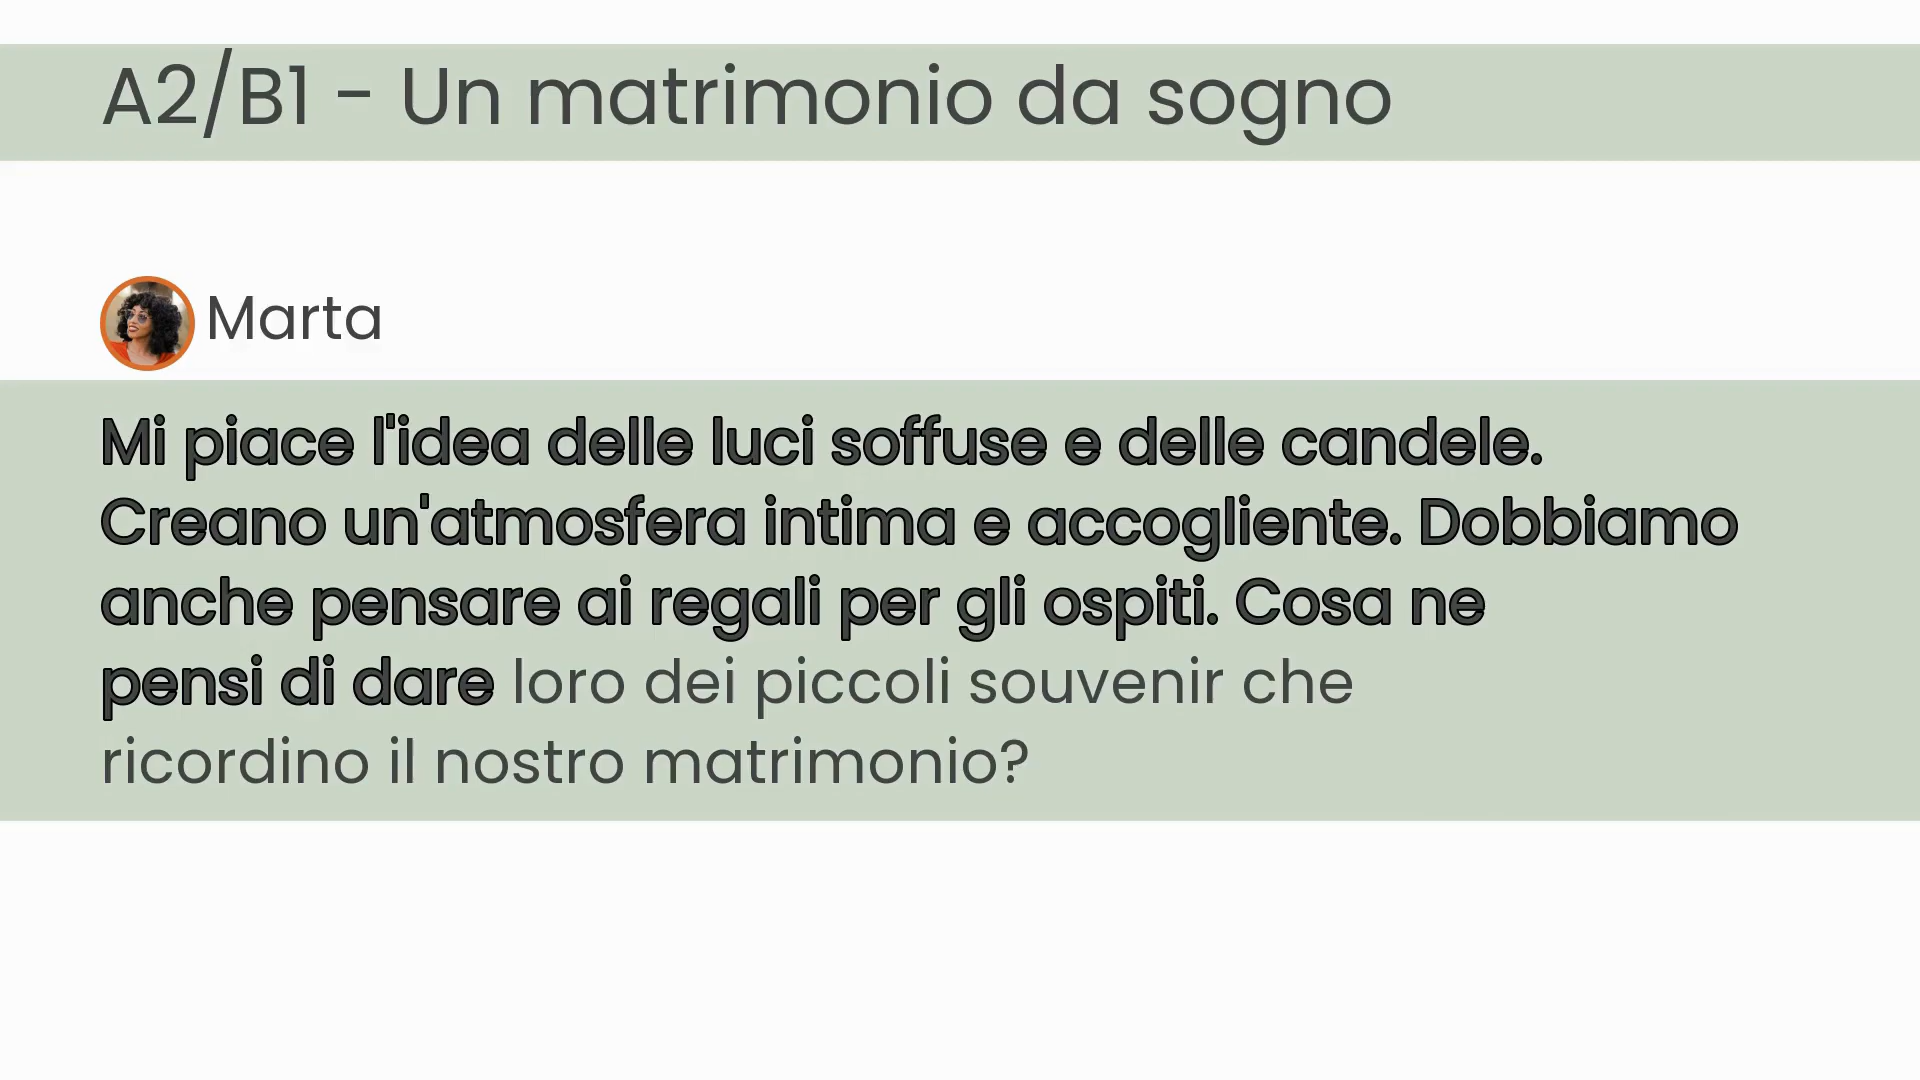 A2/B1 - Un matrimonio da sogno
Marta
Mi piace l'idea delle luci soffuse e delle candele.
Creano un'atmosfera intima e accogliente. Dobbiamo
anche pensare ai regali per gli ospiti. Cosa ne
pensi di dare loro dei piccoli souvenir che
ricordino il nostro matrimonio?